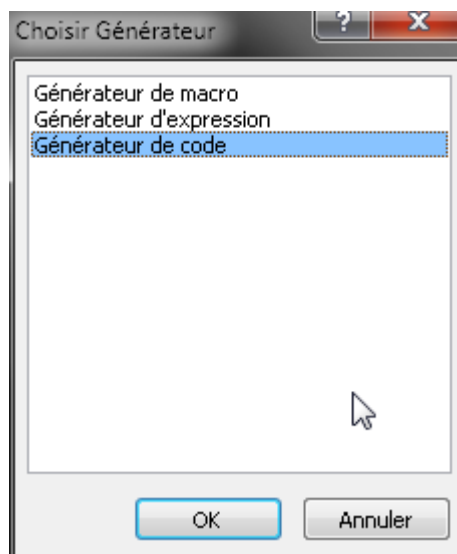 Choisir Générateur
?
Générateur de macro
Générateur d'expression
Générateur de code
OK
Annuler